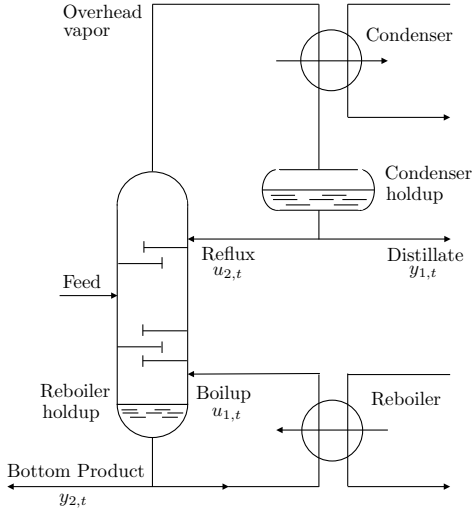 Overhead
vapor
Condenser
Condenser
holdup
Reflux
u2,t
Distillate
y1,t
Feed
Reboiler
holdup
Boilup
u1,t
Reboiler
Bottom Product
y2,t